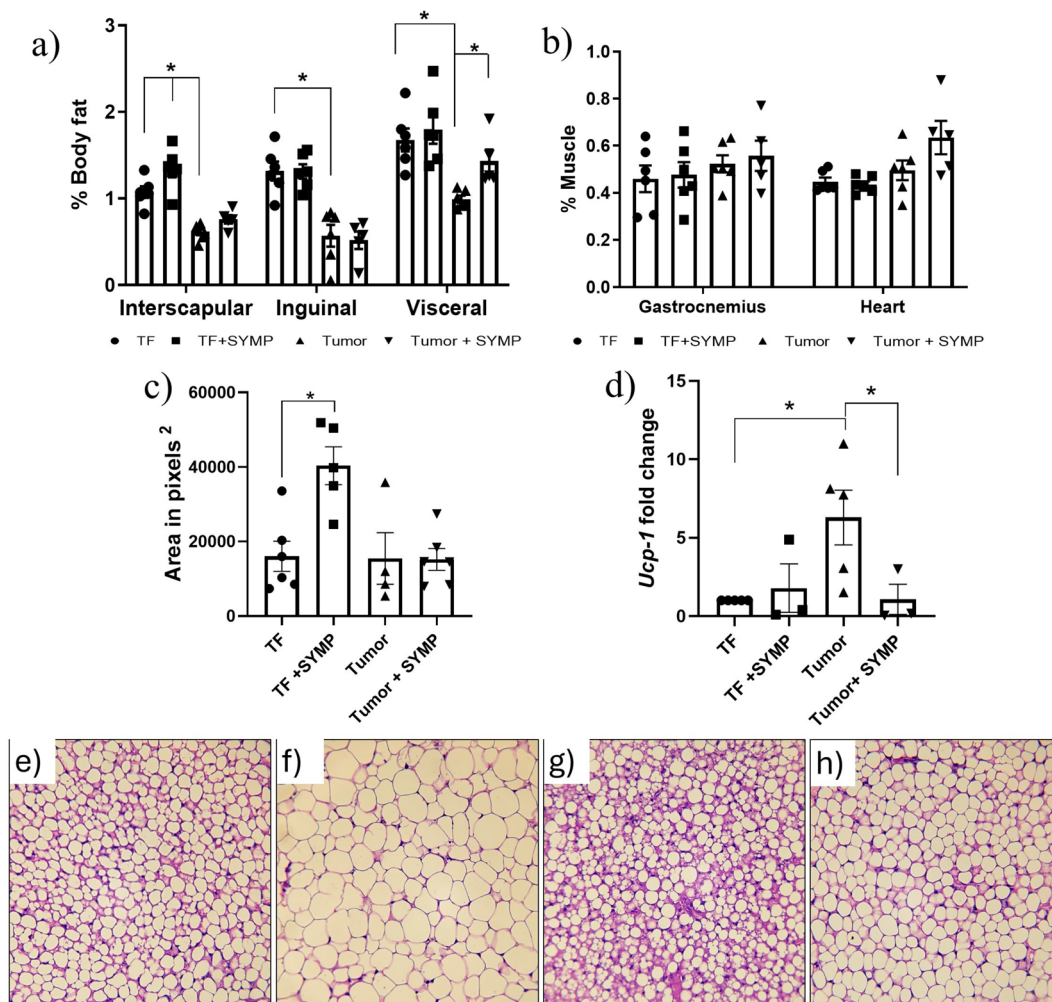 a)
% Body fat
3
2
1
0
*
*
*
*
Interscapular Inguinal Visceral
● TF ■ TF+SYMP ▲ Tumor ▼ Tumor + SYMP
b)
% Muscle
1.0
0.8
0.6
0.4
0.2
0.0
Gastrocnemius Heart
● TF ■ TF+SYMP ▲ Tumor ▼ Tumor + SYMP
c)
Area in pixels ²
60000
40000
20000
0
*
TF
TF +SYMP
Tumor
Tumor + SYMP
d)
Ucp-1 fold change
15
10
5
0
*
*
TF
TF +SYMP
Tumor
Tumor+ SYMP
e)
f)
g)
h)